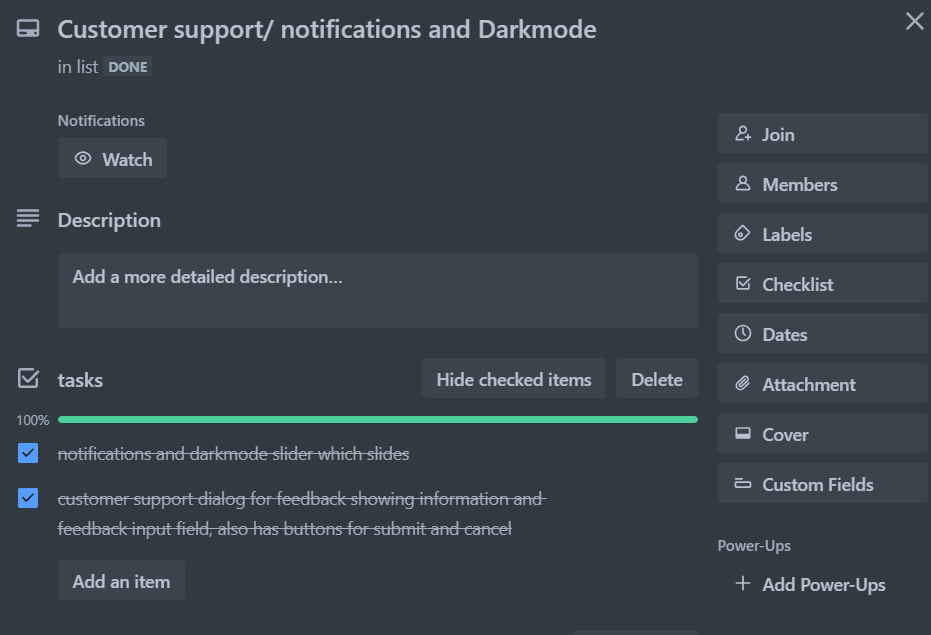 Customer support/ notifications and Darkmode
in list DONE
Notifications
Watch
Description
Add a more detailed description...
tasks
Hide checked items
Delete
100%
notifications and darkmode slider which slides
customer support dialog for feedback showing information and
feedback input field, also has buttons for submit and cancel
Add an item
Join
Members
Labels
Checklist
Dates
Attachment
Cover
Custom Fields
Power-Ups
Add Power-Ups